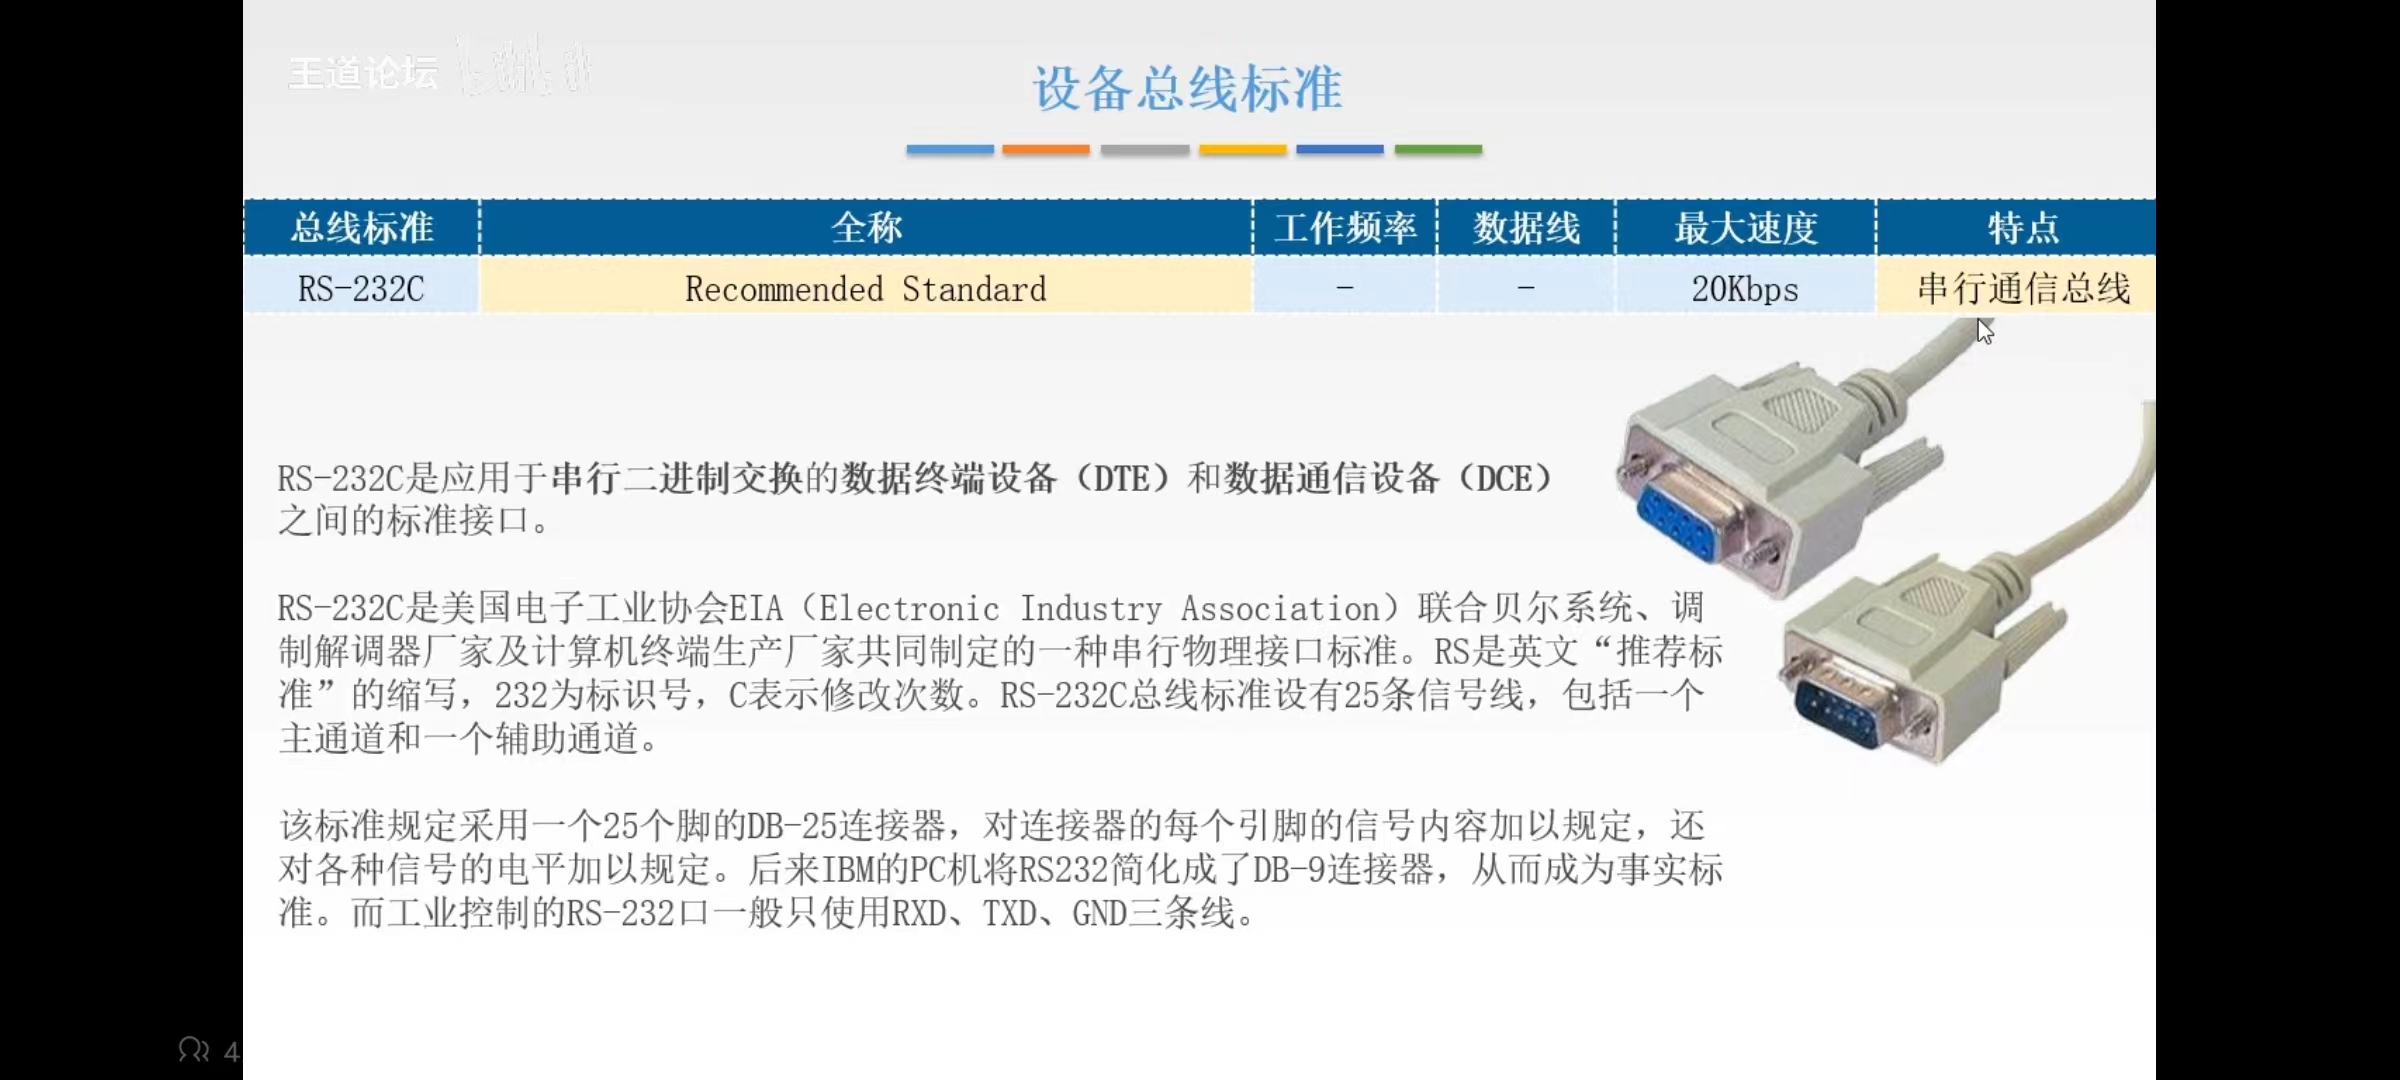 王道论坛
设备总线标准
总线标准 全称 工作频率 数据线 最大速度 特点
RS-232C Recommended Standard - - 20Kbps 串行通信总线
RS-232C是应用于串行二进制交换的数据终端设备（DTE）和数据通信设备（DCE）
之间的标准接口。
RS-232C是美国电子工业协会EIA（Electronic Industry Association）联合贝尔系统、调
制解调器厂家及计算机终端生产厂家共同制定的一种串行物理接口标准。RS是英文“推荐标
准”的缩写，232为标识号，C表示修改次数。RS-232C总线标准设有25条信号线，包括一个
主通道和一个辅助通道。
该标准规定采用一个25个脚的DB-25连接器，对连接器的每个引脚的信号内容加以规定，还
对各种信号的电平加以规定。后来IBM的PC机将RS232简化成了DB-9连接器，从而成为事实标
准。而工业控制的RS-232口一般只使用RXD、TXD、GND三条线。
4